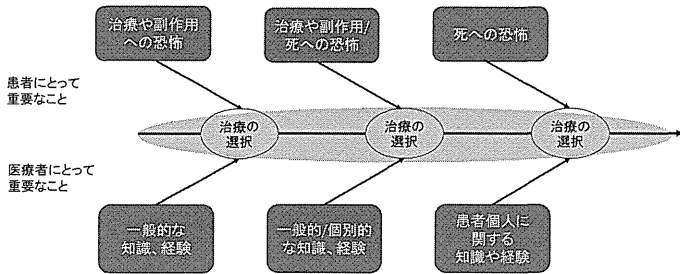 治療や副作用
への恐怖
治療や副作用/
死への恐怖
死への恐怖
患者にとって
重要なこと
治療の
選択
治療の
選択
治療の
選択
医療者にとって
重要なこと
一般的な
知識、経験
一般的/個別的
な知識、経験
患者個人に
関する
知識や経験